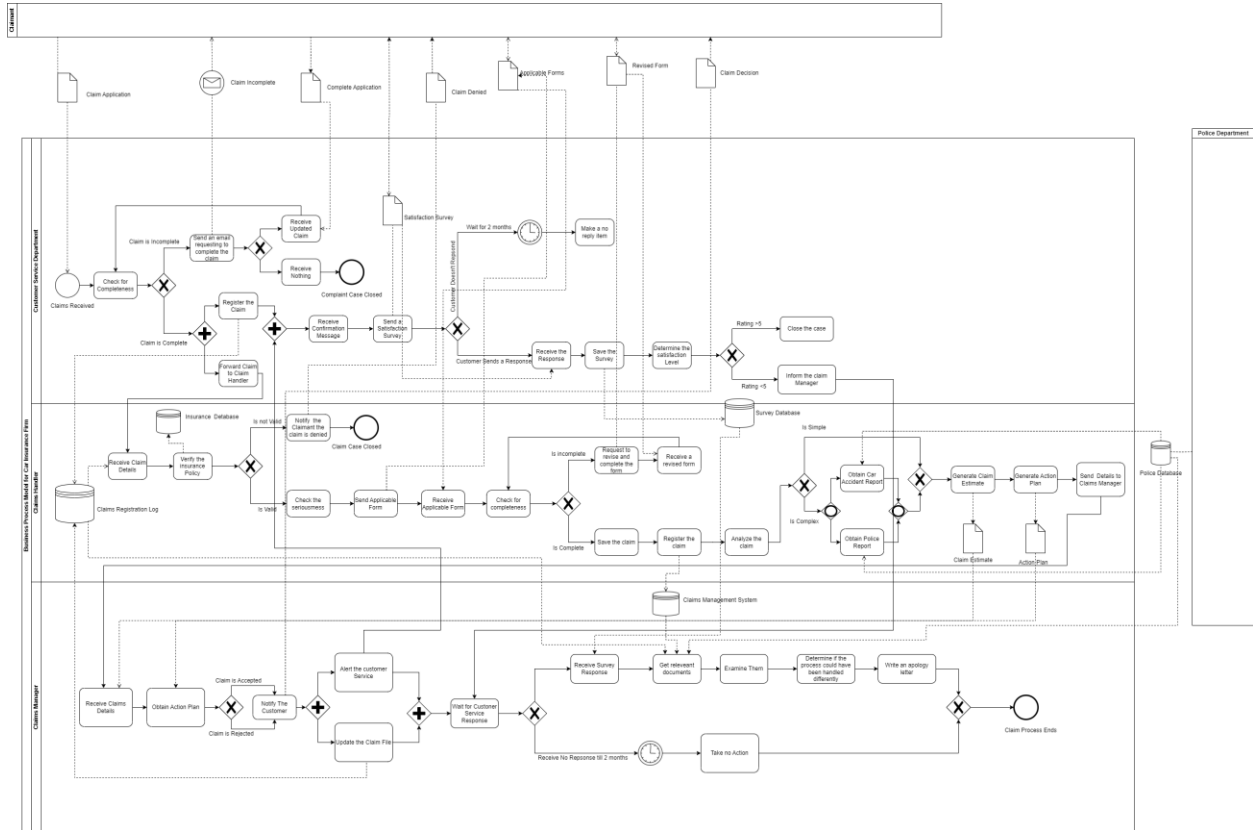 Claimant
Claim Application
Claim Incomplete
Complete Application
Claim Denied
Applicable Forms
Revised Form
Claim Decision
Police Department
Business Process Model for Car Insurance Firm
Customer Service Department
Satisfaction Survey
Claims Received
Check for
Completeness
Claim is Incomplete
Send an email
requesting to
complete the
claim
Receive
Updated
Claim
Receive
Nothing
Complaint Case Closed
Claim is Complete
Register the
Claim
Forward Claim
to Claim
Handler
Receive
Confirmation
Message
Send a
Satisfaction
Survey
Customer Doesn't Repsond
Wait for 2 months
Make a no
reply item
Customer Sends a Response
Receive the
Response
Save the
Survey
Determine the
satisfaction
Level
Rating >5
Close the case
Rating <5
Inform the claim
Manager
Claims Handler
Insurance Database
Receive Claim
Details
Verify the
insurance
Policy
Is not Valid
Notify the
Claimant the
claim is denied
Claim Case Closed
Is Valid
Check the
seriousness
Send Applicable
Form
Receive
Applicable Form
Check for
completeness
Is incomplete
Request to
revise and
complete the
form
Receive a
revised form
Is Complete
Save the claim
Register the
claim
Analyze the
claim
Survey Database
Is Simple
Is Complex
Obtain Car
Accident Report
Obtain Police
Report
Generate Claim
Estimate
Generate Action
Plan
Send Details to
Claims Manager
Claim Estimate
Action Plan
Police Database
Claims Registration Log
Claims Management System
Claims Manager
Receive Claims
Details
Obtain Action Plan
Claim is Accepted
Claim is Rejected
Notify The
Customer
Alert the customer
Service
Update the Claim File
Wait for Customer
Service
Response
Receive Survey
Response
Get releveant
documents
Examine Them
Determine if the
process could have
been handled
differently
Write an apology
letter
Receive No Repsonse till 2 months
Take no Action
Claim Process Ends